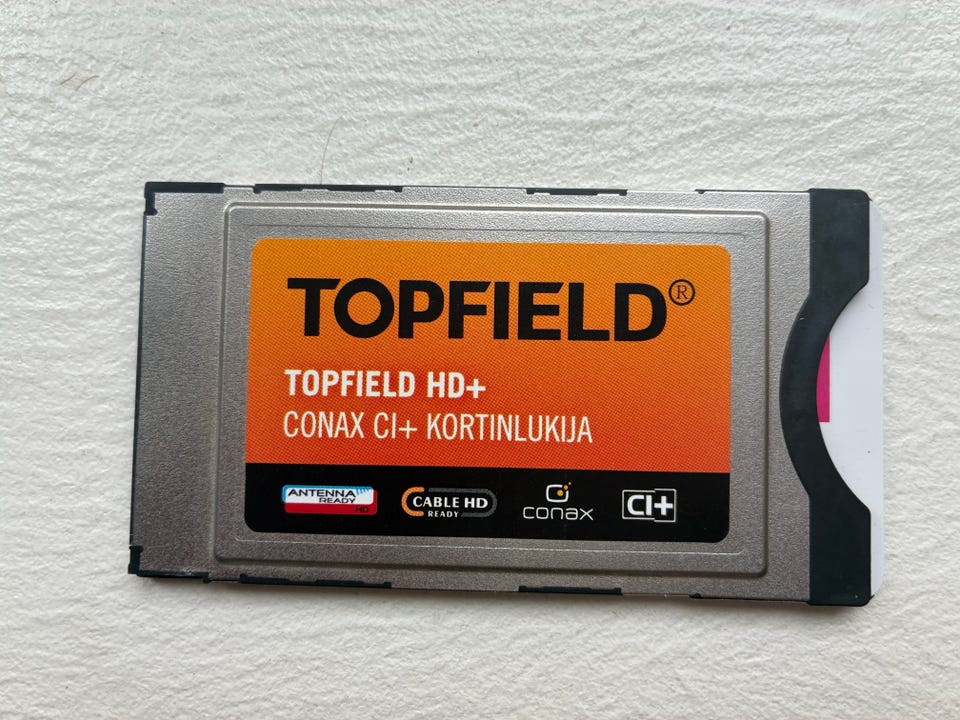 TOPFIELD®
TOPFIELD HD+
CONAX CI+ KORTINLUKIJA
ANTENNA
READY
HD
CABLE HD
READY
conax
CI+